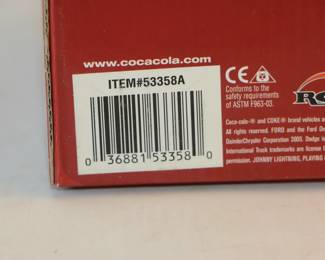 www.cocacola.com
ITEM#53358A
0 36881 53358 0
CE
Conforms to the
safety requirements
of ASTM F963-03.
Coca-cola® and COKE® brand vehicles
All rights reserved. FORD and the Ford
DaimlerChrysler Corporation 2005. Dodge
International Truck trademarks are license
permission. JOHNNY LIGHTNING, PLAYING